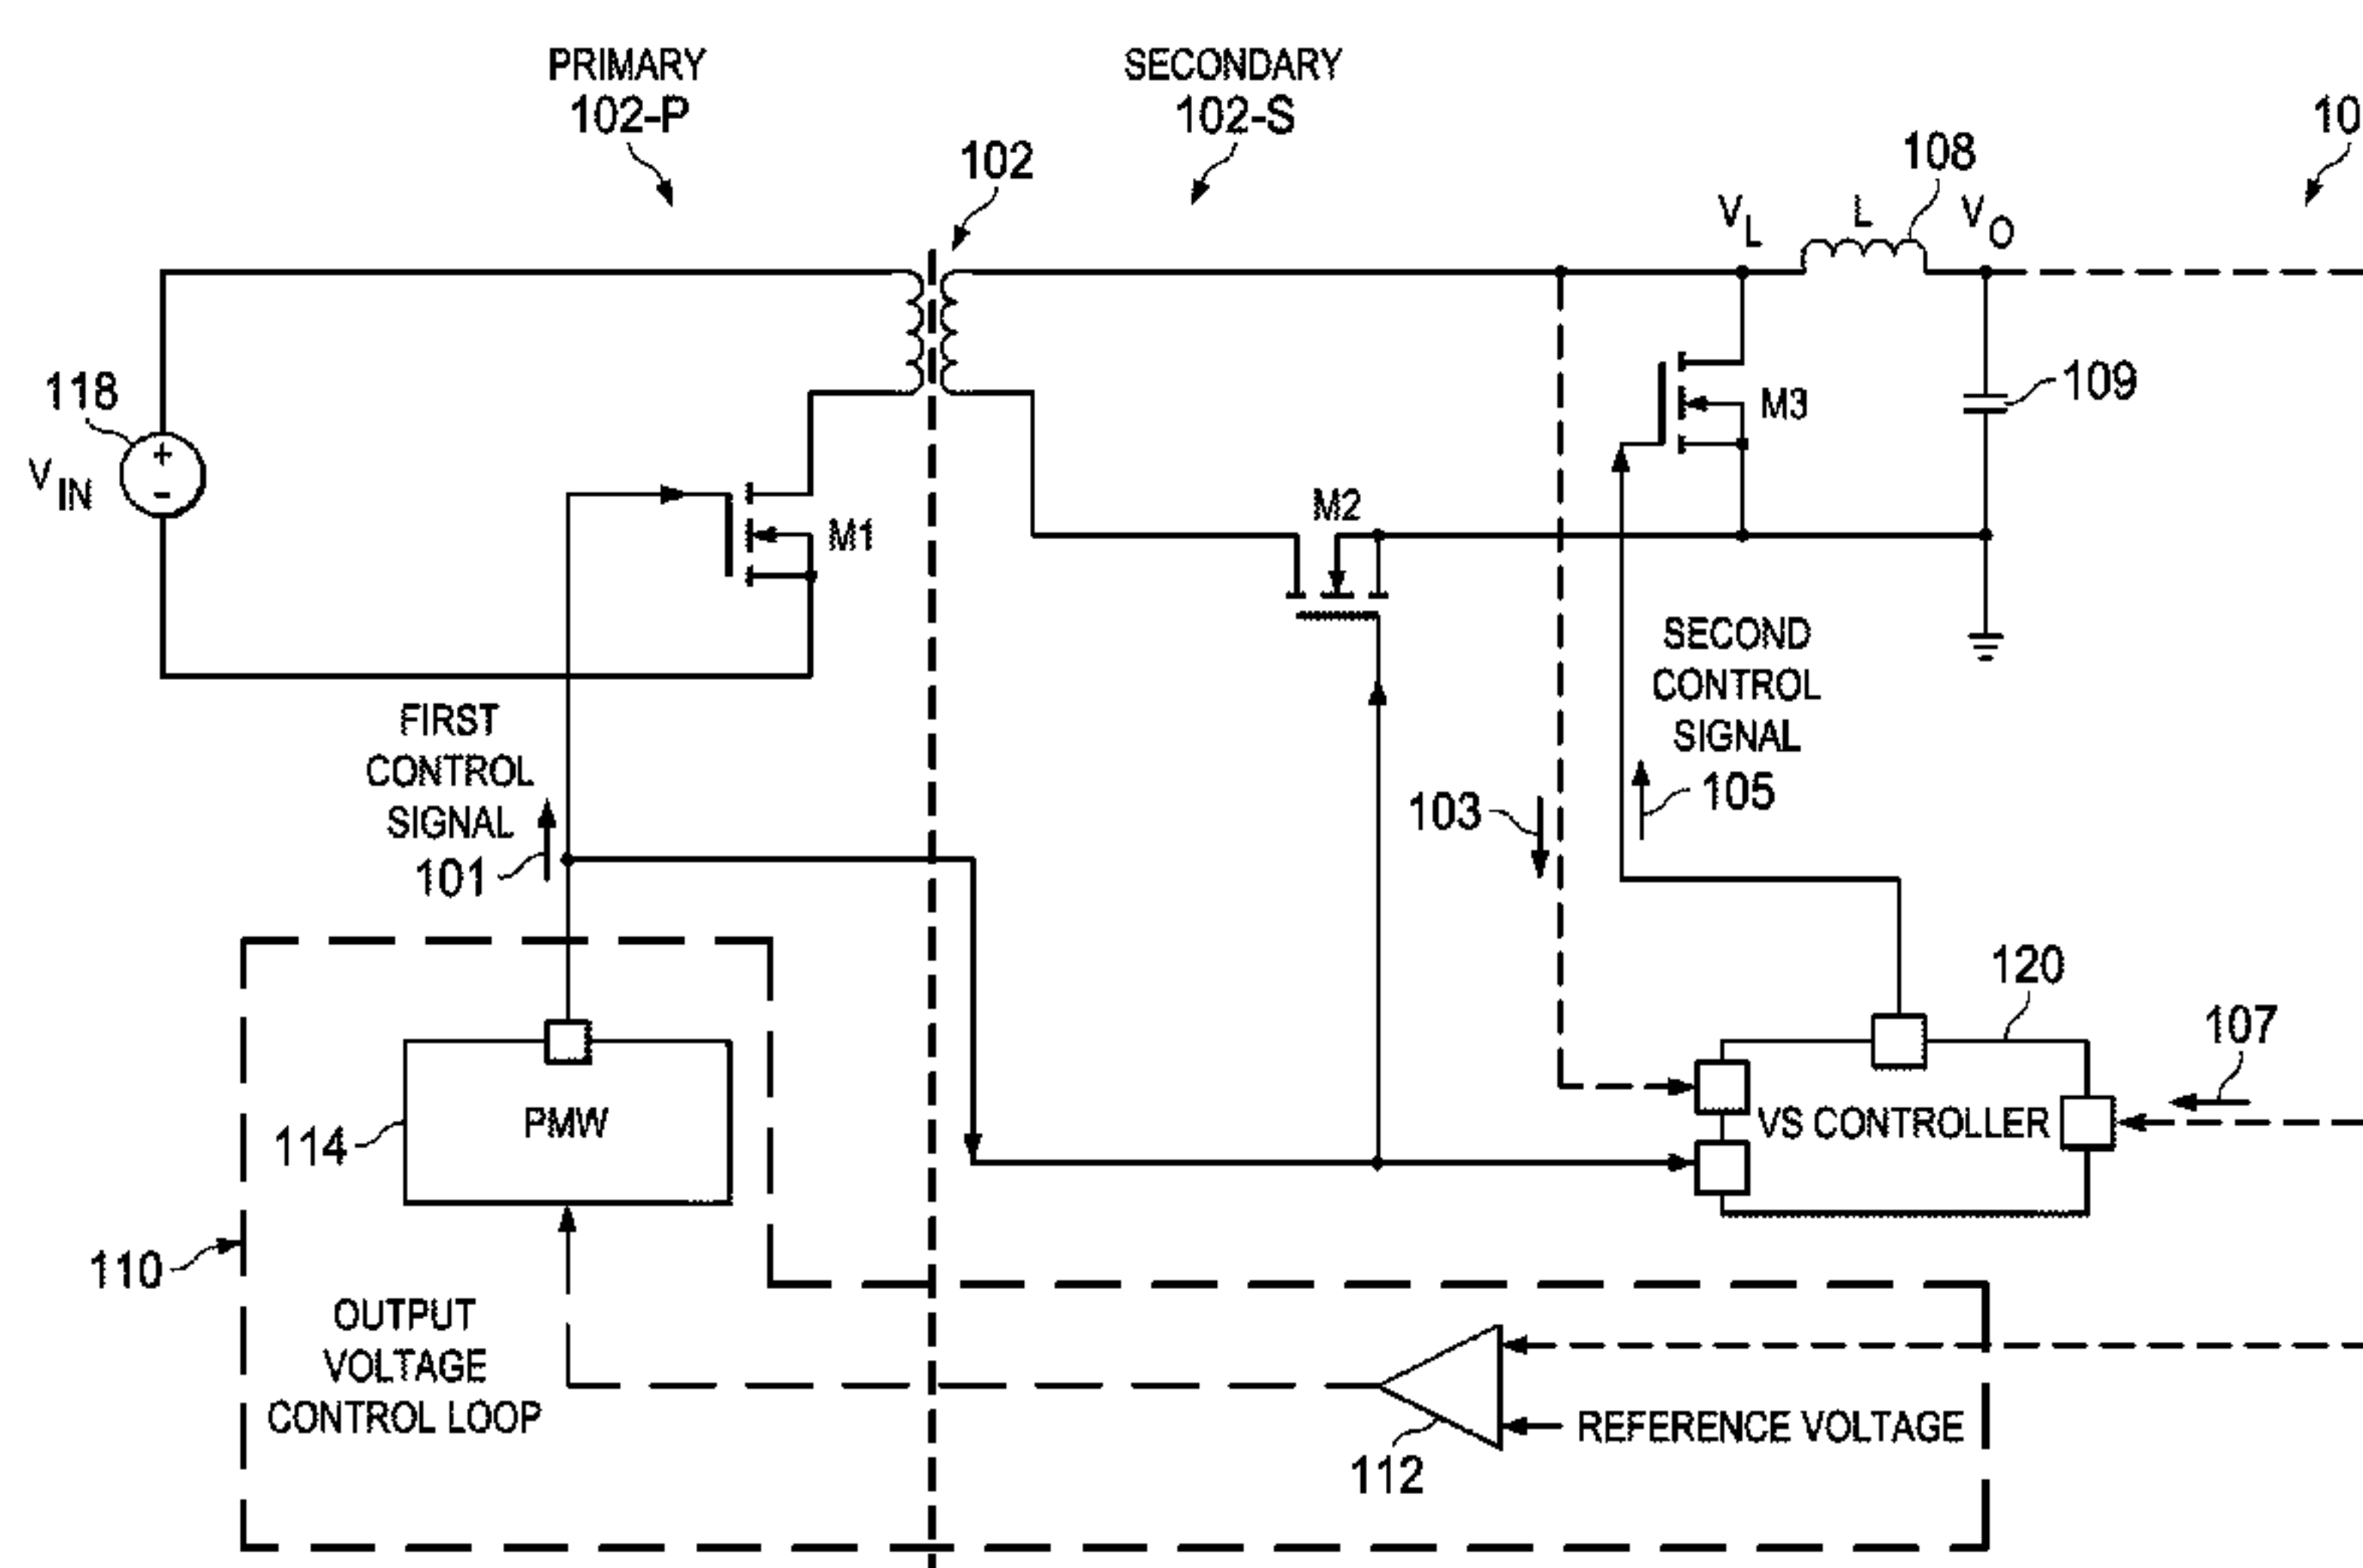 PRIMARY
102-P
SECONDARY
102-S
102
108
10
VL
L
VO
118
+
-
VIN
M1
M2
M3
109
FIRST
CONTROL
SIGNAL
101
SECOND
CONTROL
SIGNAL
105
103
120
107
PMW
114
VS CONTROLLER
110
OUTPUT
VOLTAGE
CONTROL LOOP
REFERENCE VOLTAGE
112